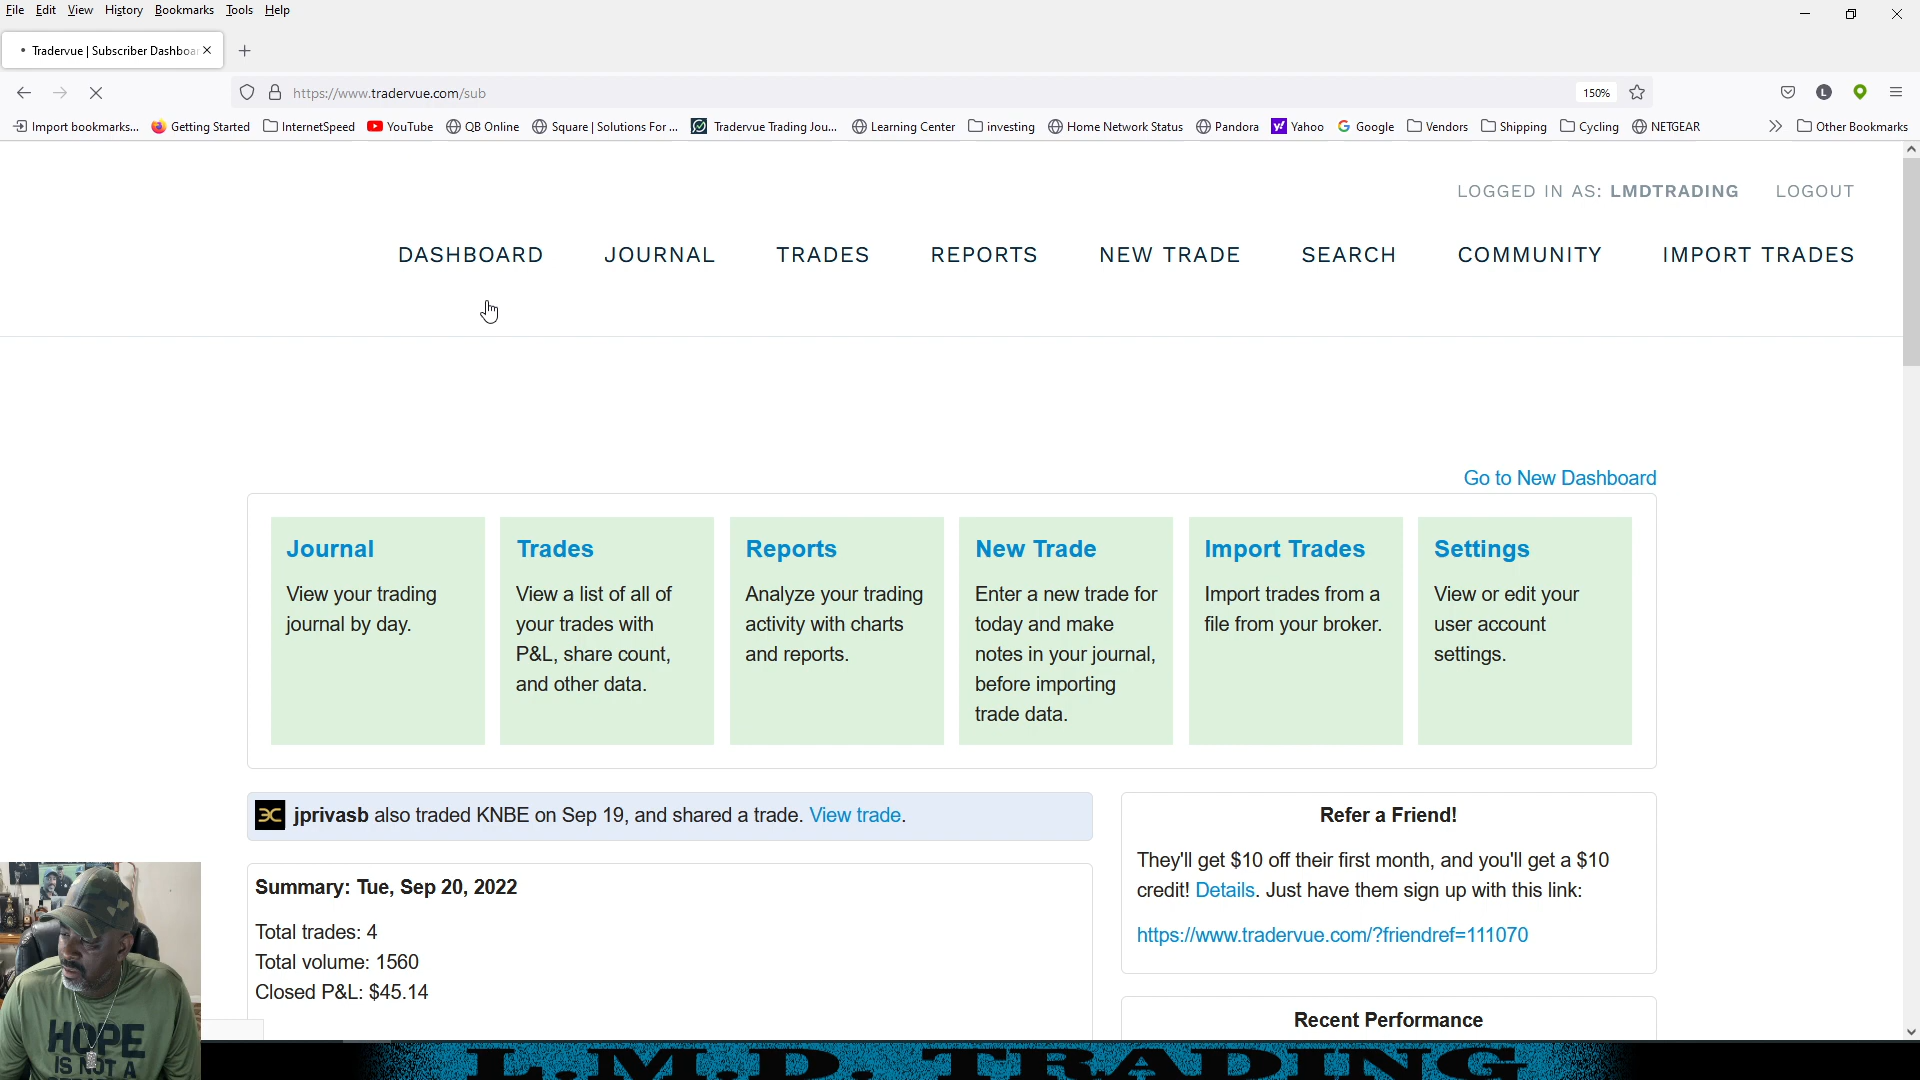 File Edit View History Bookmarks Tools Help
Tradervue | Subscriber Dashboar
https://www.tradervue.com/sub
150%
L
Import bookmarks... Getting Started InternetSpeed YouTube QB Online Square | Solutions For ... Tradervue Trading Jou... Learning Center investing Home Network Status Pandora Yahoo Google Vendors Shipping Cycling NETGEAR Other Bookmarks
LOGGED IN AS: LMDTRADING LOGOUT
DASHBOARD JOURNAL TRADES REPORTS NEW TRADE SEARCH COMMUNITY IMPORT TRADES
Go to New Dashboard
Journal
View your trading
journal by day.
Trades
View a list of all of
your trades with
P&L, share count,
and other data.
Reports
Analyze your trading
activity with charts
and reports.
New Trade
Enter a new trade for
today and make
notes in your journal,
before importing
trade data.
Import Trades
Import trades from a
file from your broker.
Settings
View or edit your
user account
settings.
jprivasb also traded KNBE on Sep 19, and shared a trade. View trade.
Summary: Tue, Sep 20, 2022
Total trades: 4
Total volume: 1560
Closed P&L: $45.14
Refer a Friend!
They'll get $10 off their first month, and you'll get a $10
credit! Details. Just have them sign up with this link:
https://www.tradervue.com/?friendref=111070
Recent Performance
HOPE
IS NOT A
L.M.D. TRADING